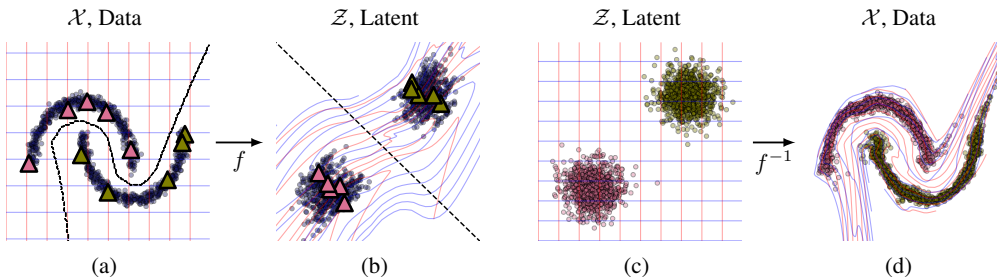 𝒳, Data
𝒵, Latent
𝒵, Latent
𝒳, Data
f
f⁻¹
(a)
(b)
(c)
(d)